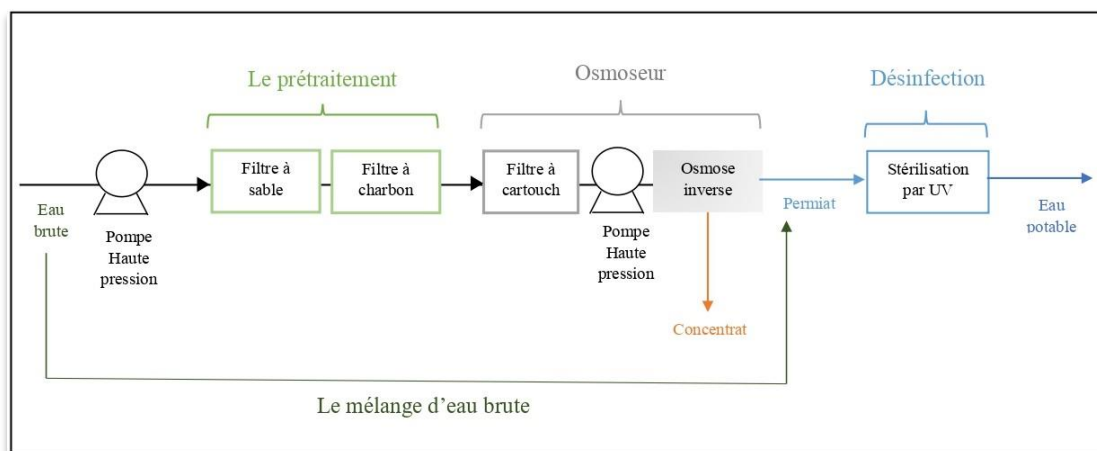 Le prétraitement
Osmoseur
Désinfection
Filtre à
sable
Filtre à
charbon
Filtre à
cartouch
Osmose
inverse
Stérilisation
par UV
Eau
brute
Pompe
Haute
pression
Pompe
Haute
pression
Permiat
Eau
potable
Concentrat
Le mélange d’eau brute